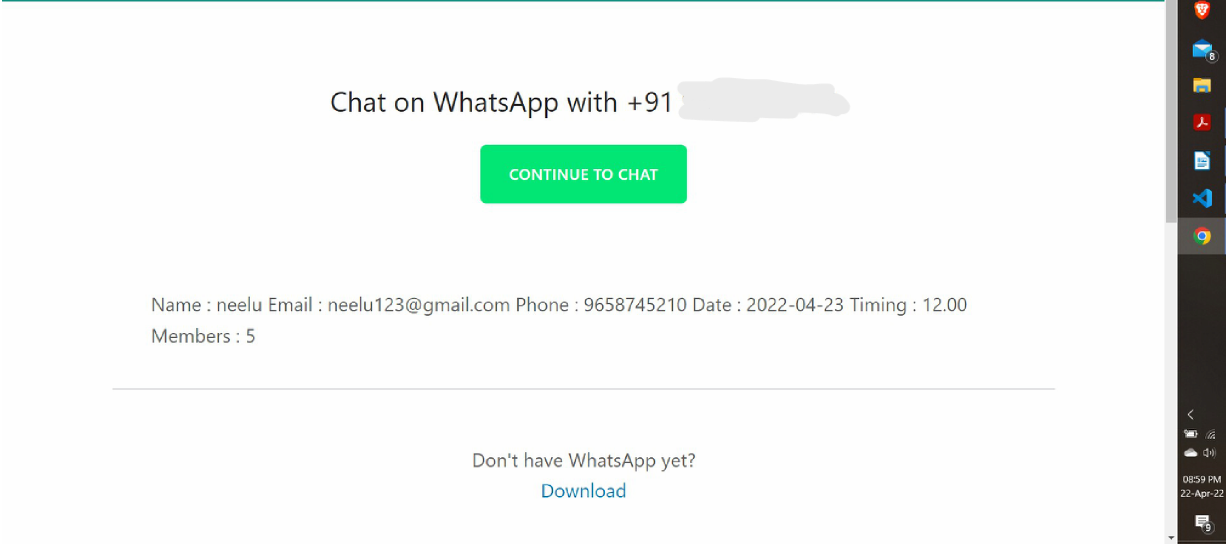 Chat on WhatsApp with +91
CONTINUE TO CHAT
Name : neelu Email : neelu123@gmail.com Phone : 9658745210 Date : 2022-04-23 Timing : 12.00
Members : 5
Don't have WhatsApp yet?
Download
8
08:59 PM
22-Apr-22
9